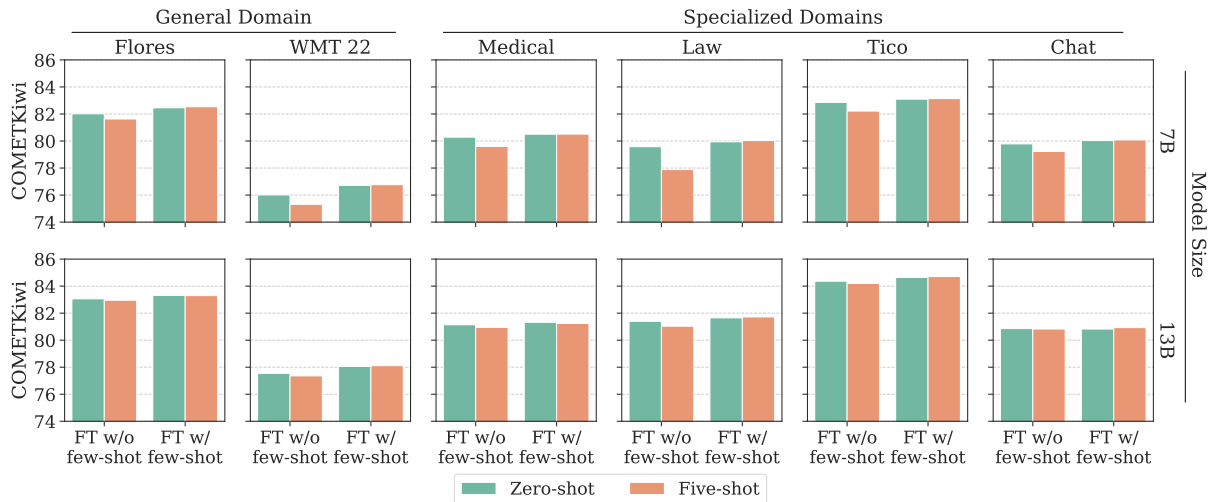 General Domain
Specialized Domains
Flores
WMT 22
Medical
Law
Tico
Chat
COMETKiwi
86
84
82
80
78
76
74
7B
COMETKiwi
86
84
82
80
78
76
74
13B
Model Size
FT w/o few-shot
FT w/ few-shot
FT w/o few-shot
FT w/ few-shot
FT w/o few-shot
FT w/ few-shot
FT w/o few-shot
FT w/ few-shot
FT w/o few-shot
FT w/ few-shot
FT w/o few-shot
FT w/ few-shot
Zero-shot
Five-shot